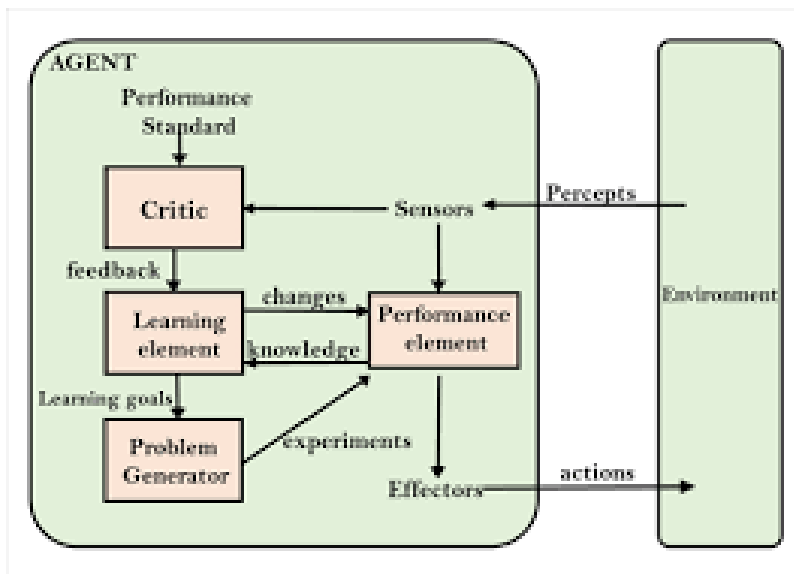 AGENT
Performance
Standard
Critic
Sensors
Percepts
feedback
changes
Learning
element
Performance
element
Environment
knowledge
Learning goals
Problem
Generator
experiments
Effectors
actions